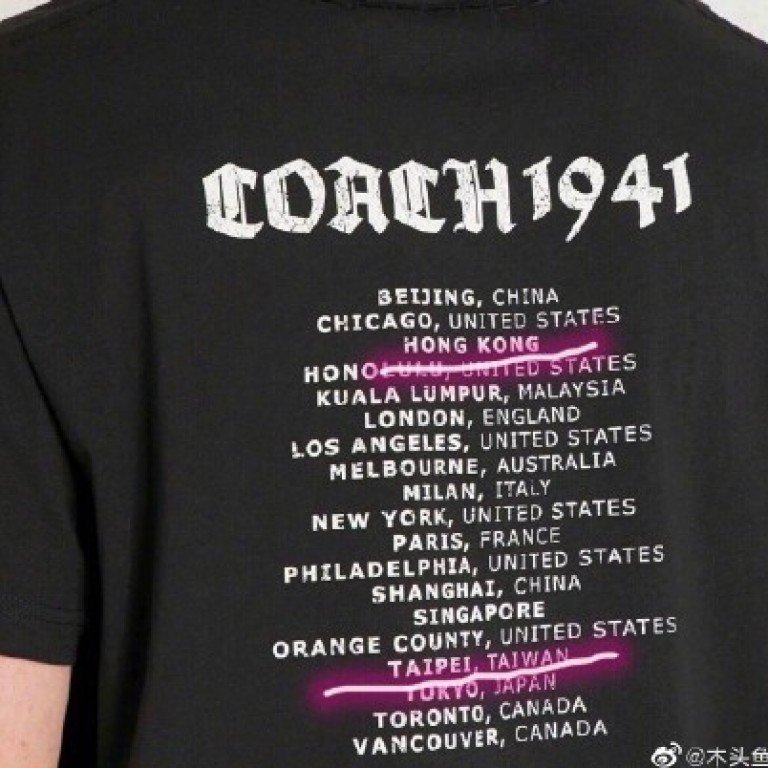 COACH1941
BEIJING, CHINA
CHICAGO, UNITED STATES
HONG KONG
HONOLULU, UNITED STATES
KUALA LUMPUR, MALAYSIA
LONDON, ENGLAND
LOS ANGELES, UNITED STATES
MELBOURNE, AUSTRALIA
MILAN, ITALY
NEW YORK, UNITED STATES
PARIS, FRANCE
PHILADELPHIA, UNITED STATES
SHANGHAI, CHINA
SINGAPORE
ORANGE COUNTY, UNITED STATES
TAIPEI, TAIWAN
TOKYO, JAPAN
TORONTO, CANADA
VANCOUVER, CANADA
@木头鱼